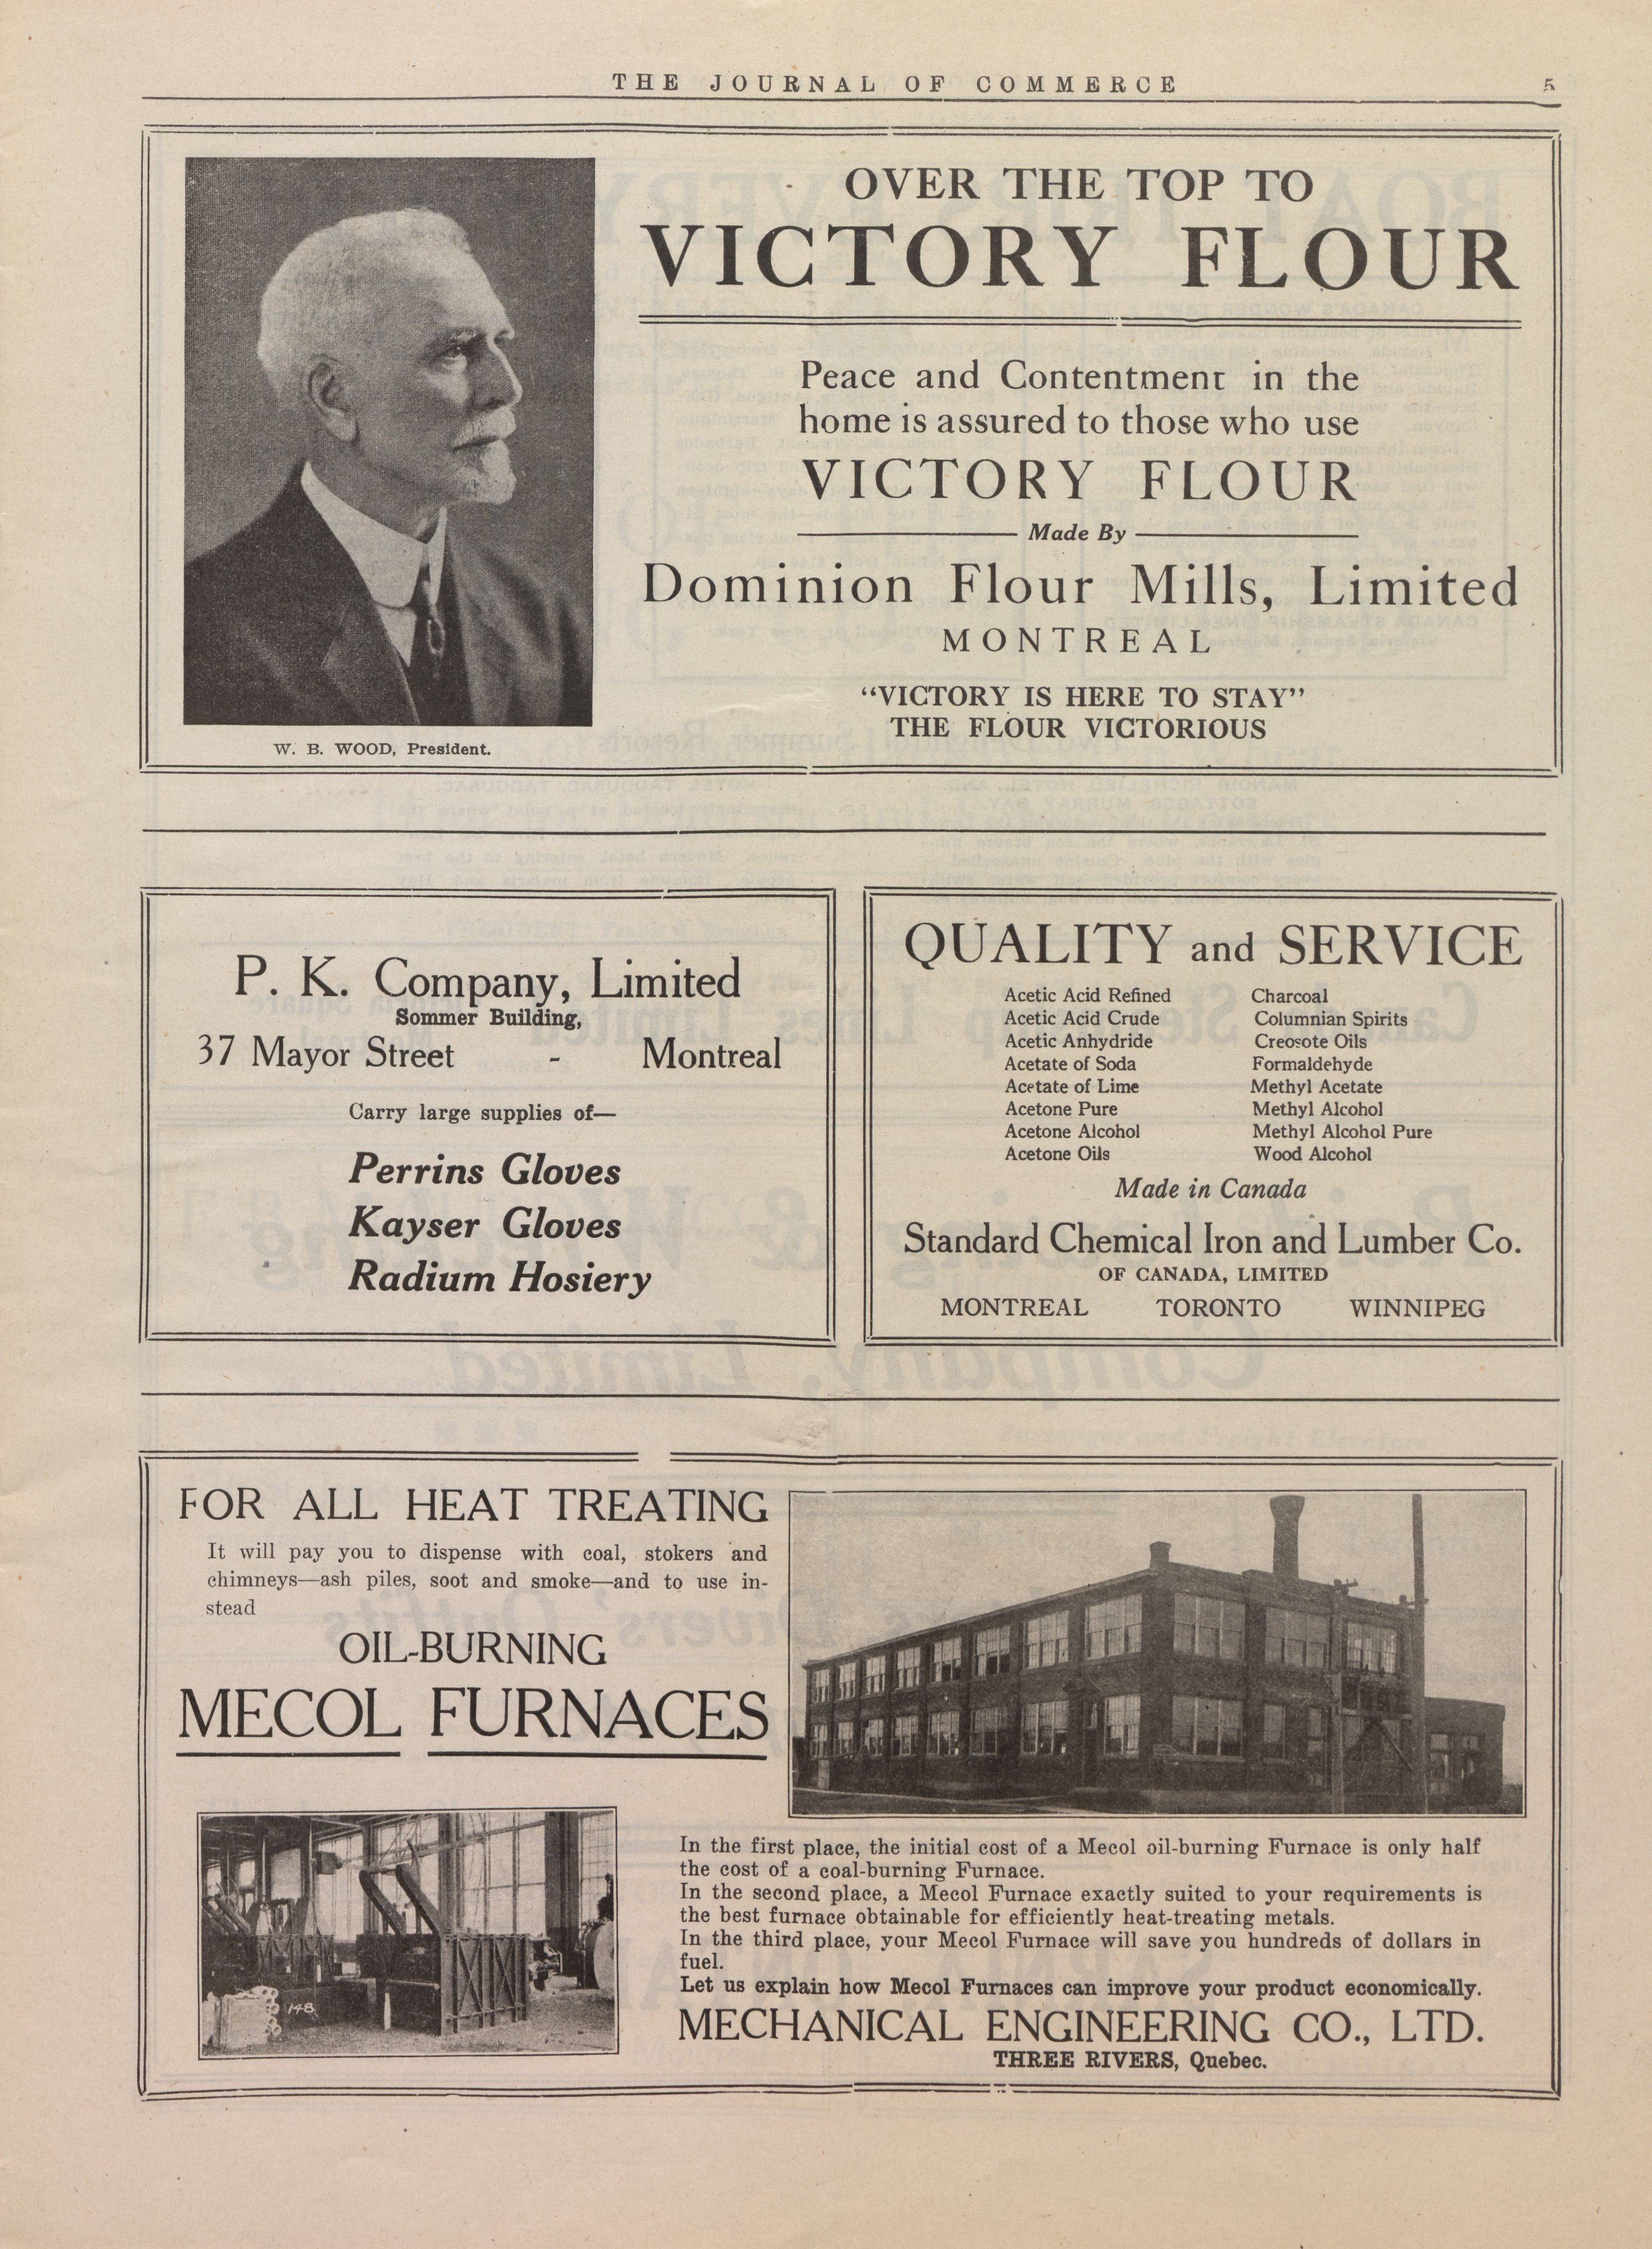 THE JOURNAL OF COMMERCE 5
OVER THE TOP TO
VICTORY FLOUR
Peace and Contentment in the
home is assured to those who use
VICTORY FLOUR
Made By
Dominion Flour Mills, Limited
MONTREAL
“VICTORY IS HERE TO STAY”
THE FLOUR VICTORIOUS
W. B. WOOD, President.
P. K. Company, Limited
Sommer Building,
37 Mayor Street - Montreal
Carry large supplies of—
Perrins Gloves
Kayser Gloves
Radium Hosiery
QUALITY and SERVICE
Acetic Acid Refined
Acetic Acid Crude
Acetic Anhydride
Acetate of Soda
Acetate of Lime
Acetone Pure
Acetone Alcohol
Acetone Oils
Charcoal
Columnian Spirits
Creosote Oils
Formaldehyde
Methyl Acetate
Methyl Alcohol
Methyl Alcohol Pure
Wood Alcohol
Made in Canada
Standard Chemical Iron and Lumber Co.
OF CANADA, LIMITED
MONTREAL TORONTO WINNIPEG
FOR ALL HEAT TREATING
It will pay you to dispense with coal, stokers and
chimneys—ash piles, soot and smoke—and to use in-
stead
OIL-BURNING
MECOL FURNACES
148
In the first place, the initial cost of a Mecol oil-burning Furnace is only half
the cost of a coal-burning Furnace.
In the second place, a Mecol Furnace exactly suited to your requirements is
the best furnace obtainable for efficiently heat-treating metals.
In the third place, your Mecol Furnace will save you hundreds of dollars in
fuel.
Let us explain how Mecol Furnaces can improve your product economically.
MECHANICAL ENGINEERING CO., LTD.
THREE RIVERS, Quebec.